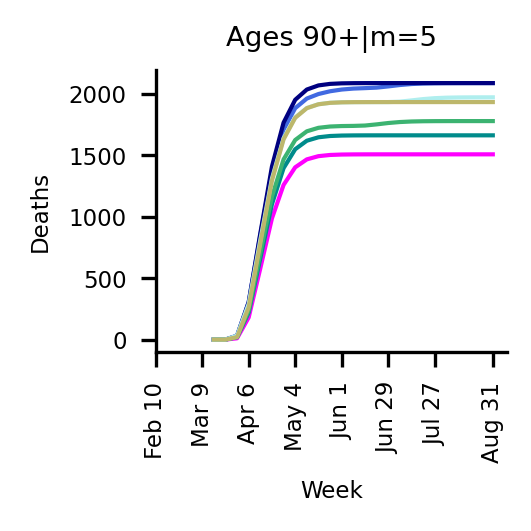 Ages 90+|m=5
Deaths
2000
1500
1000
500
0
Feb 10
Mar 9
Apr 6
May 4
Jun 1
Jun 29
Jul 27
Aug 31
Week